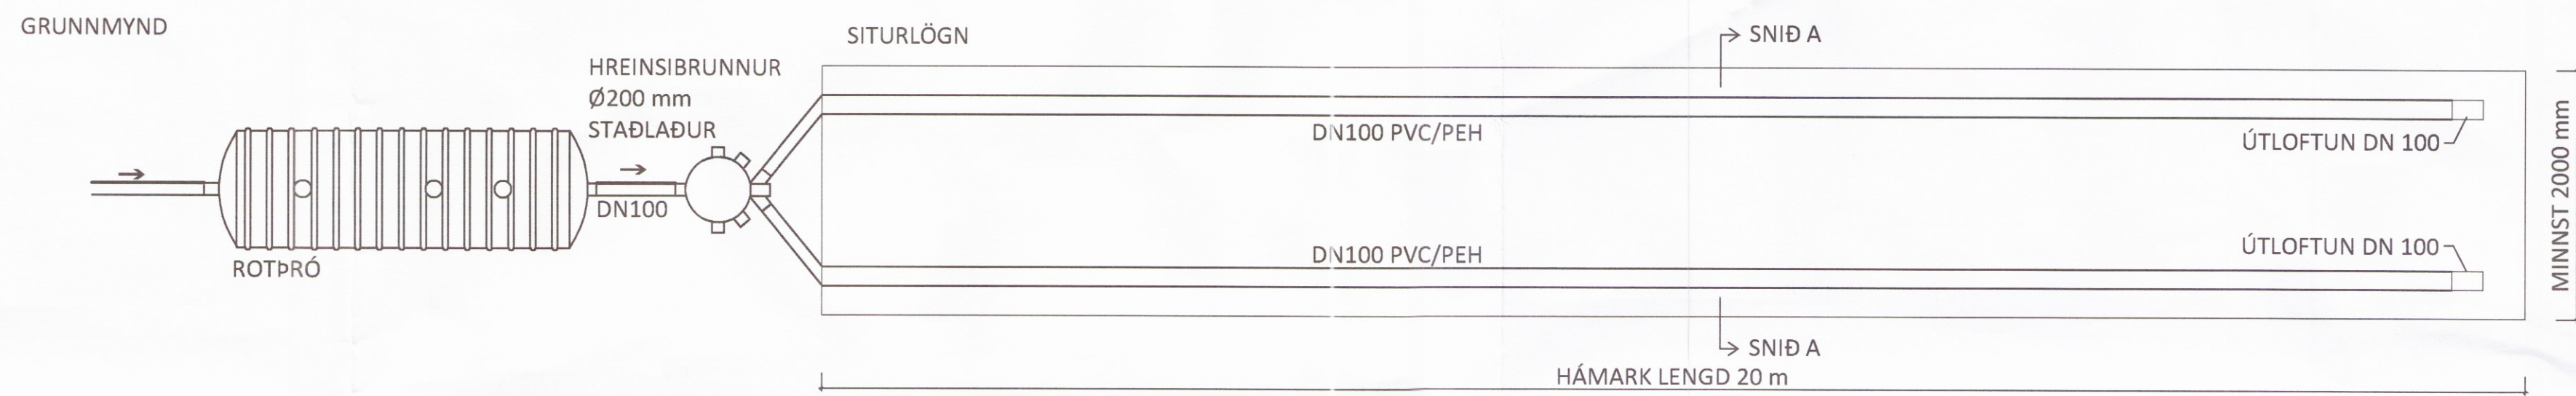 GRUNNMYND
SITURLÖGN
SNIÐ A
HREINSIBRUNNUR
Ø200 mm
STAÐLAÐUR
DN100 PVC/PEH
ÚTLOFTUN DN 100
DN100
ROTÞRÓ
DN100 PVC/PEH
ÚTLOFTUN DN 100
MINNST 2000 mm
SNIÐ A
HÁMARK LENGD 20 m